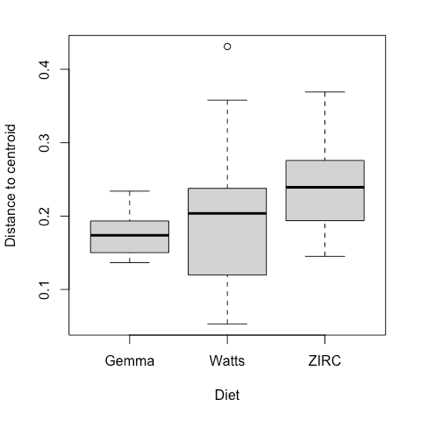 Distance to centroid
0.4
0.3
0.2
0.1
Gemma Watts ZIRC
Diet